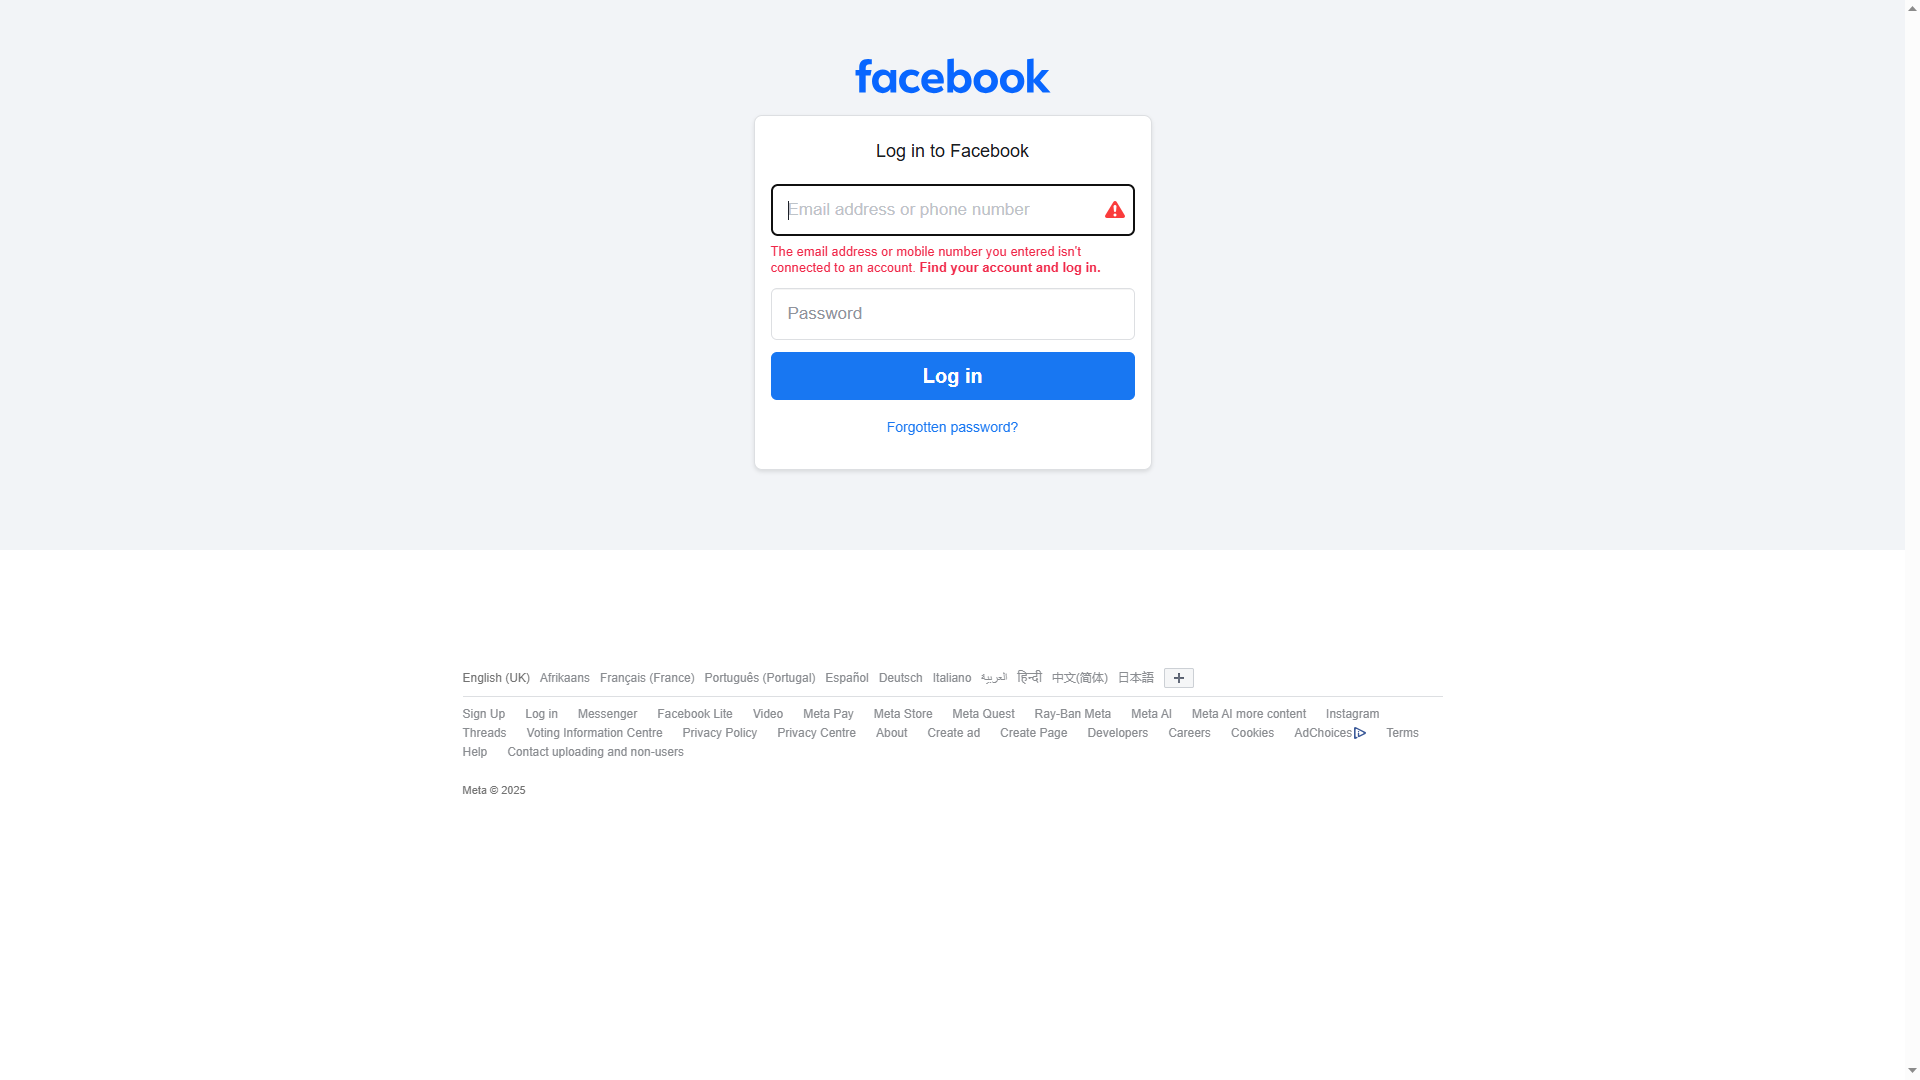 facebook
Log in to Facebook
Email address or phone number
The email address or mobile number you entered isn't
connected to an account. Find your account and log in.
Password
Log in
Forgotten password?
English (UK) Afrikaans Français (France) Português (Portugal) Español Deutsch Italiano العربية हिन्दी 中文(简体) 日本語
Sign Up Log in Messenger Facebook Lite Video Meta Pay Meta Store Meta Quest Ray-Ban Meta Meta AI Meta AI more content Instagram
Threads Voting Information Centre Privacy Policy Privacy Centre About Create ad Create Page Developers Careers Cookies AdChoices Terms
Help Contact uploading and non-users
Meta © 2025